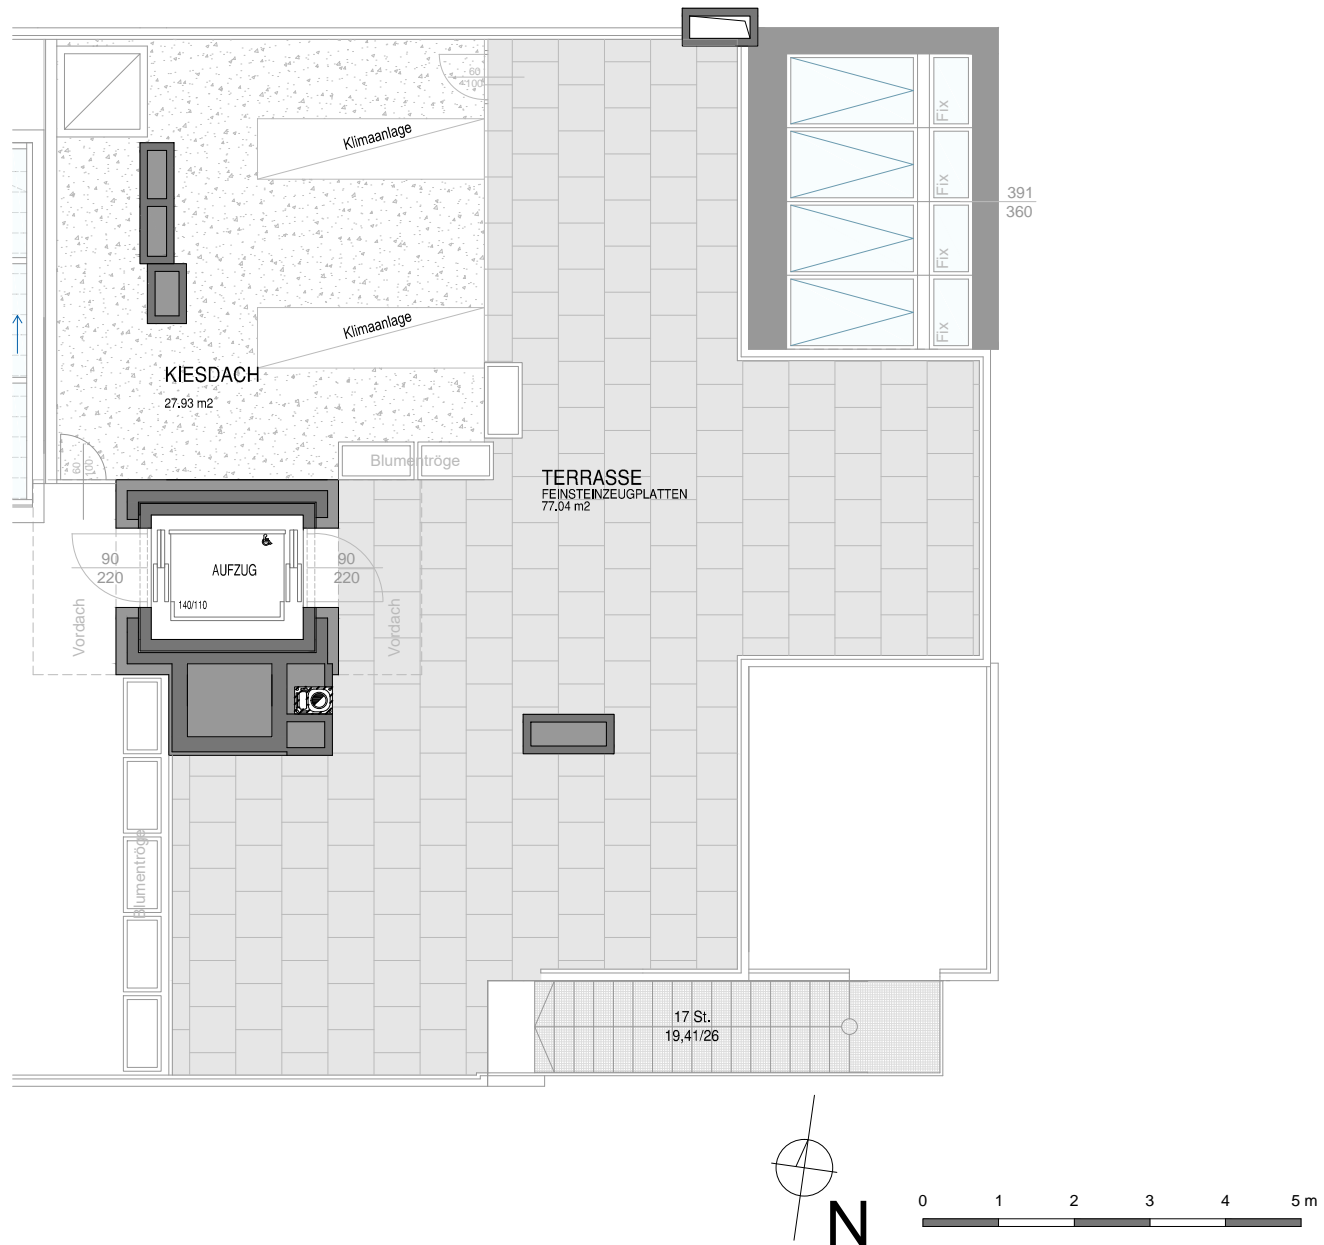 60
100
Klimaanlage
Fix
Fix
391
360
Fix
Klimaanlage
Fix
KIESDACH
27.93 m2
60
100
Blumentröge
TERRASSE
FEINSTEINZEUGPLATTEN
77.04 m2
90
220
AUFZUG
90
220
140/110
Vordach
Vordach
Blumentröge
17 St.
19,41/26
N
0 1 2 3 4 5 m